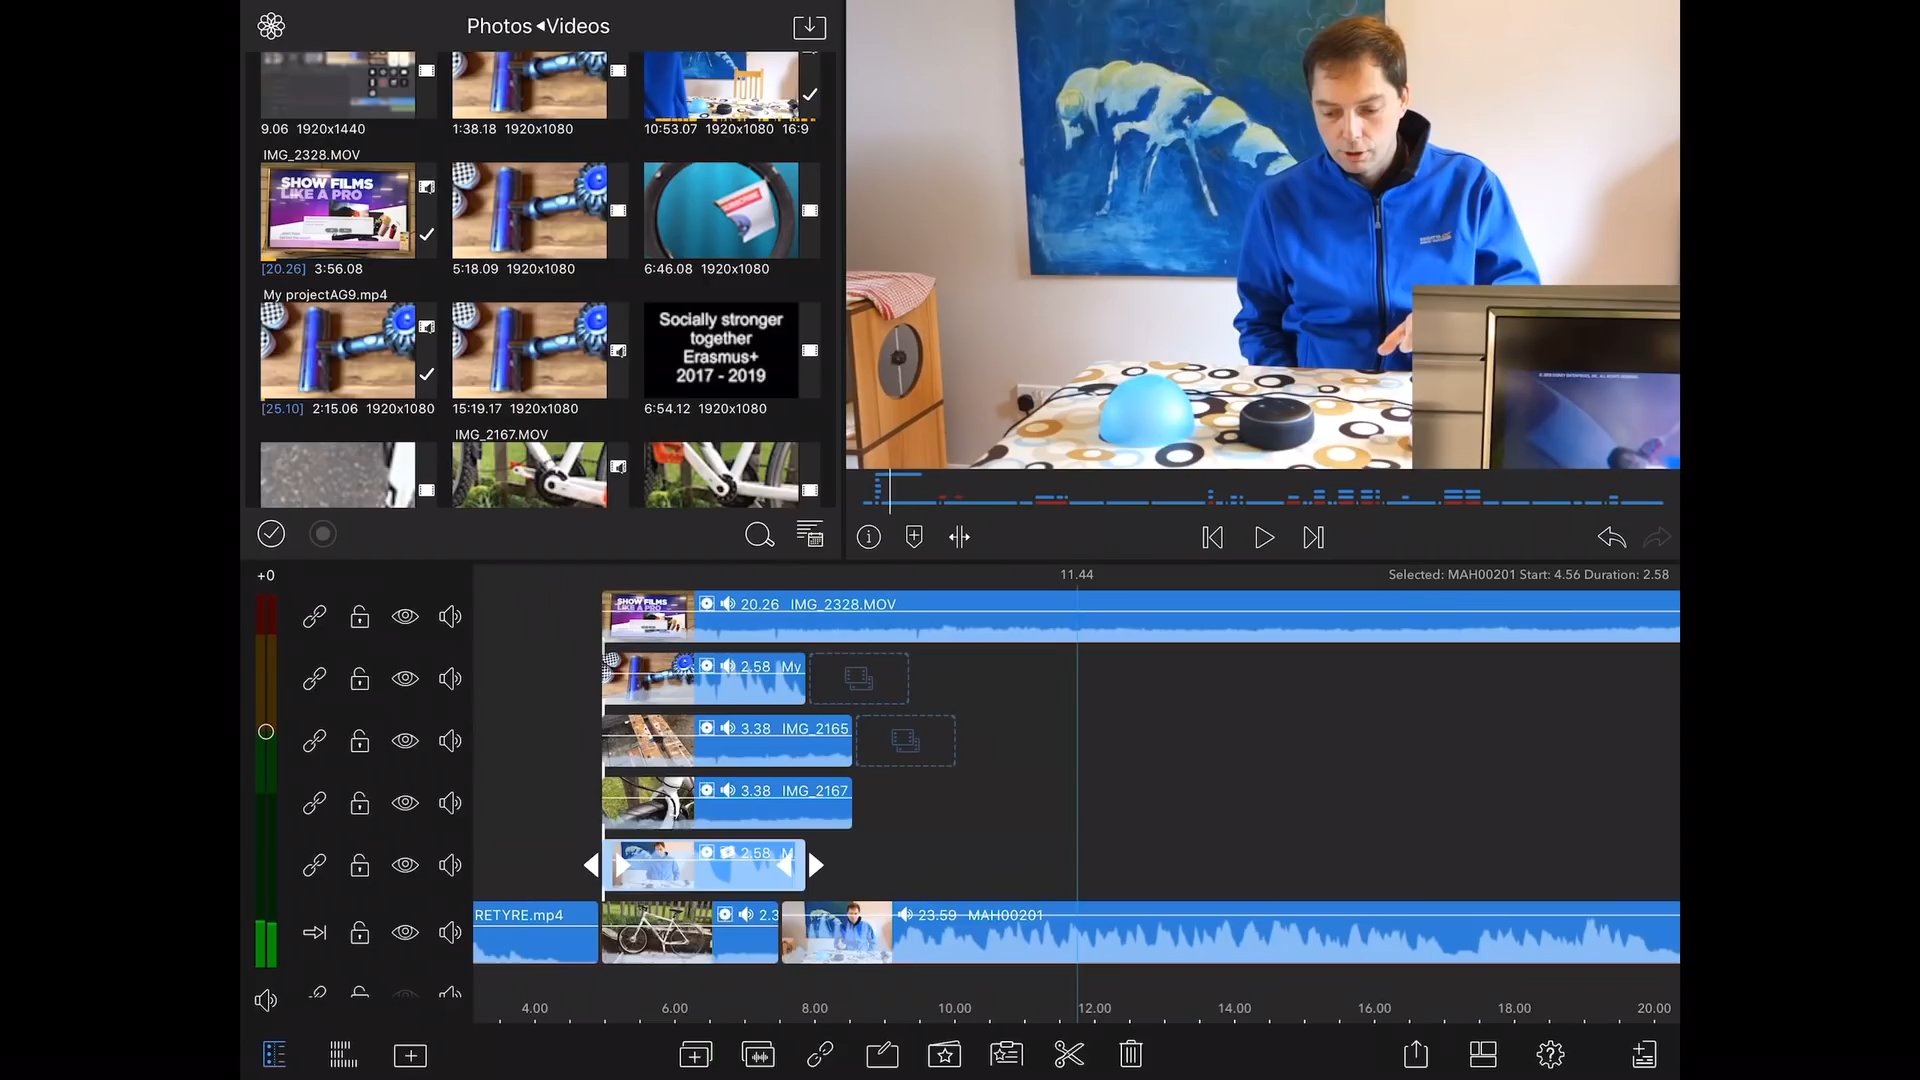 Photos ◂Videos
9.06 1920x1440
1:38.18 1920x1080
10:53.07 1920x1080 16:9
IMG_2328.MOV
SHOW FILMS
LIKE A PRO
[20.26] 3:56.08
5:18.09 1920x1080
6:46.08 1920x1080
My projectAG9.mp4
Socially stronger
together
Erasmus+
2017 - 2019
[25.10] 2:15.06 1920x1080
15:19.17 1920x1080
6:54.12 1920x1080
IMG_2167.MOV
+0
11.44
Selected: MAH00201 Start: 4.56 Duration: 2.58
SHOW FILMS
20.26 IMG_2328.MOV
2.58 My
3.38 IMG_2165
3.38 IMG_2167
2.58 M
RETYRE.mp4
2.3
23.59 MAH00201
4.00 6.00 8.00 10.00 12.00 14.00 16.00 18.00 20.00